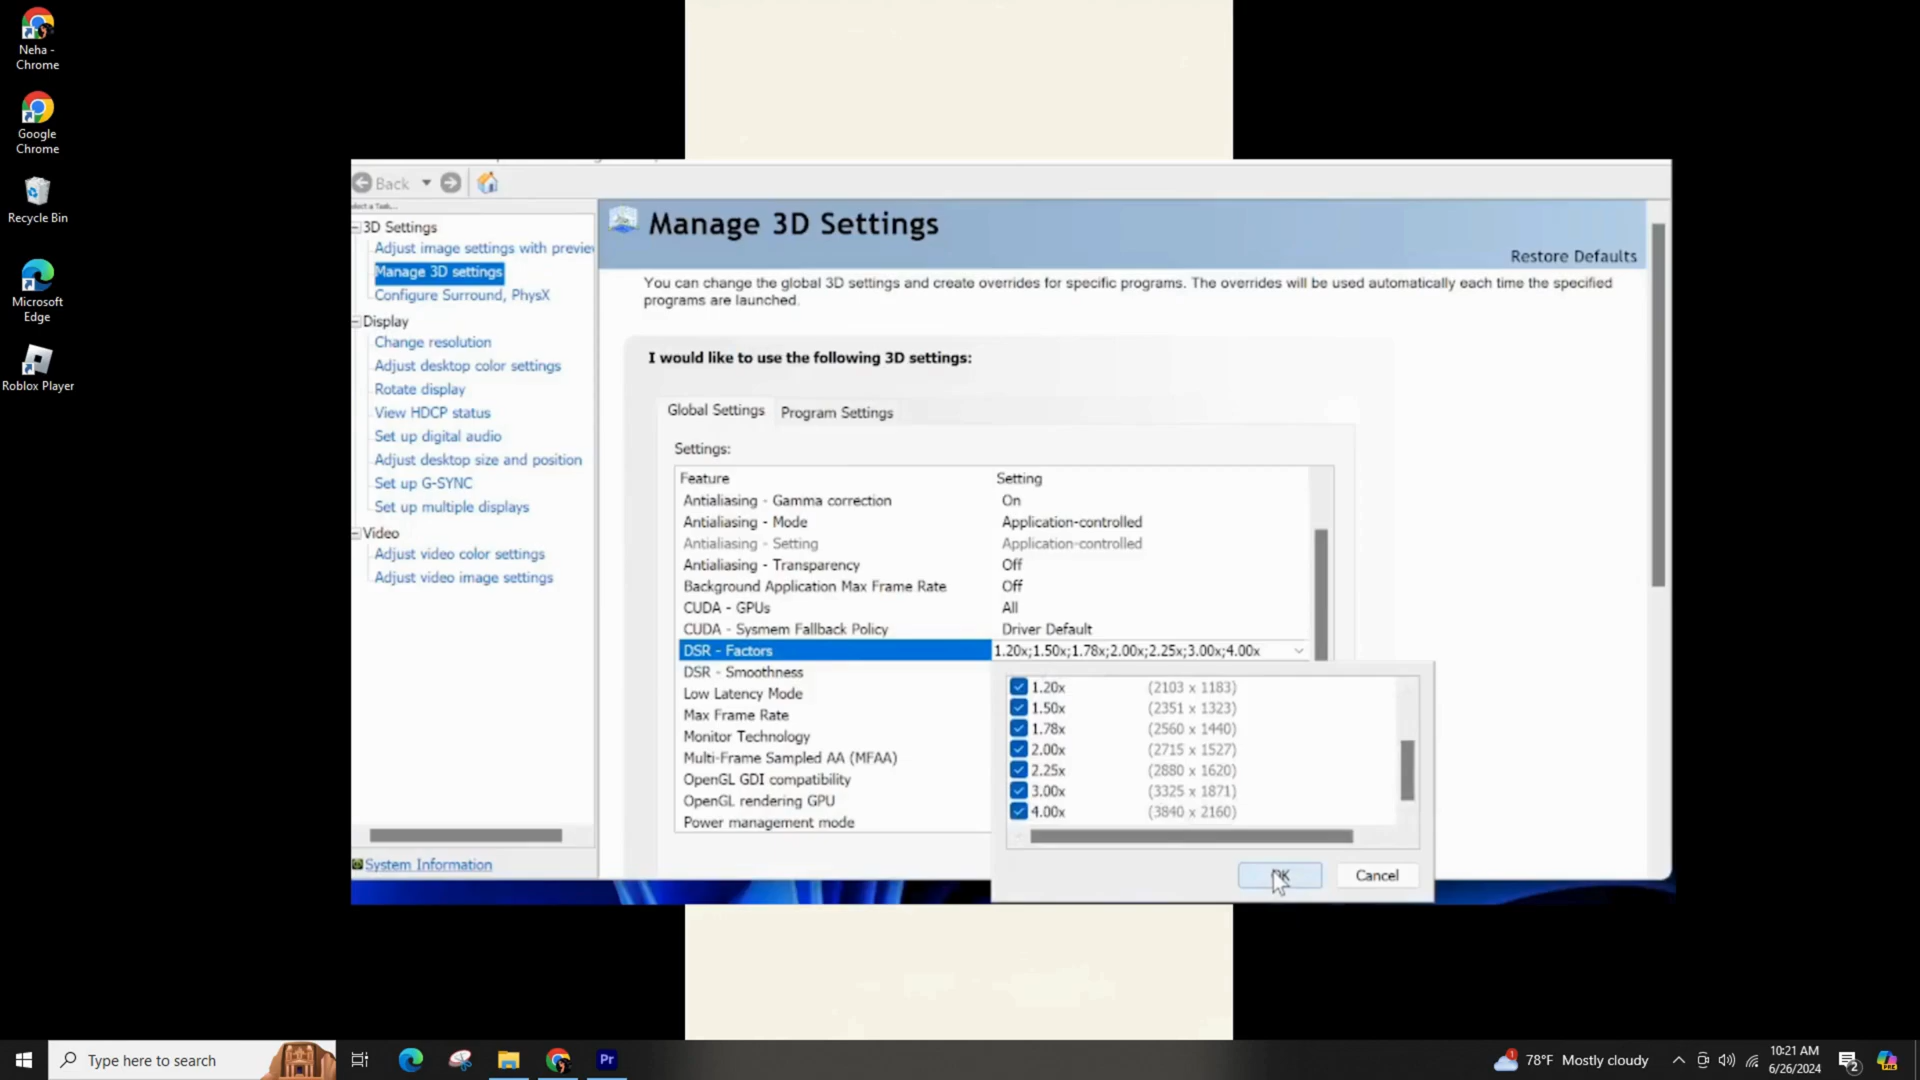 Neha -
Chrome
Google
Chrome
Recycle Bin
Microsoft
Edge
Roblox Player
Back
3D Settings
Adjust image settings with previe
Manage 3D settings
Configure Surround, PhysX
Display
Change resolution
Adjust desktop color settings
Rotate display
View HDCP status
Set up digital audio
Adjust desktop size and position
Set up G-SYNC
Set up multiple displays
Video
Adjust video color settings
Adjust video image settings
System Information
Manage 3D Settings
Restore Defaults
You can change the global 3D settings and create overrides for specific programs. The overrides will be used automatically each time the specified
programs are launched.
I would like to use the following 3D settings:
Global Settings Program Settings
Settings:
Feature Setting
Antialiasing - Gamma correction On
Antialiasing - Mode Application-controlled
Antialiasing - Setting Application-controlled
Antialiasing - Transparency Off
Background Application Max Frame Rate Off
CUDA - GPUs All
CUDA - Sysmem Fallback Policy Driver Default
DSR - Factors 1.20x;1.50x;1.78x;2.00x;2.25x;3.00x;4.00x
DSR - Smoothness
Low Latency Mode
Max Frame Rate
Monitor Technology
Multi-Frame Sampled AA (MFAA)
OpenGL GDI compatibility
OpenGL rendering GPU
Power management mode
1.20x (2103 x 1183)
1.50x (2351 x 1323)
1.78x (2560 x 1440)
2.00x (2715 x 1527)
2.25x (2880 x 1620)
3.00x (3325 x 1871)
4.00x (3840 x 2160)
OK Cancel
Type here to search
Pr
1
78°F Mostly cloudy
10:21 AM
6/26/2024
2
PRE